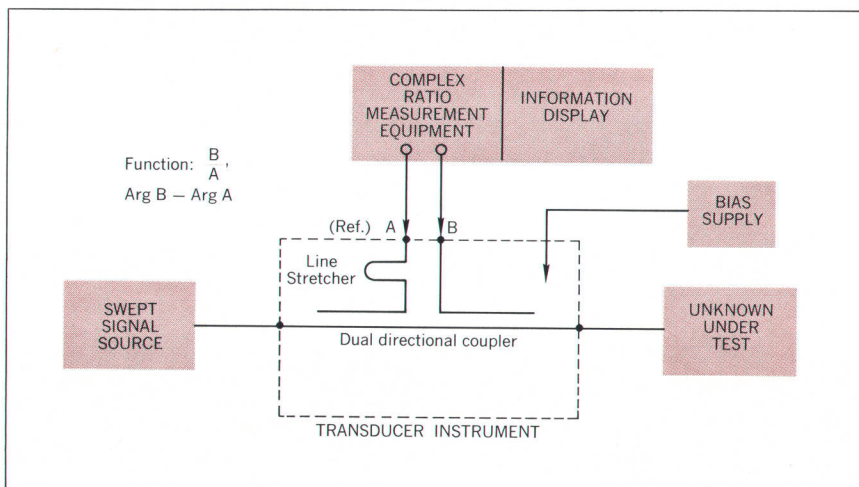 COMPLEX
RATIO
MEASUREMENT
EQUIPMENT
INFORMATION
DISPLAY
Function: B/A,
Arg B — Arg A
BIAS
SUPPLY
(Ref.) A B
Line
Stretcher
SWEPT
SIGNAL
SOURCE
UNKNOWN
UNDER
TEST
Dual directional coupler
TRANSDUCER INSTRUMENT